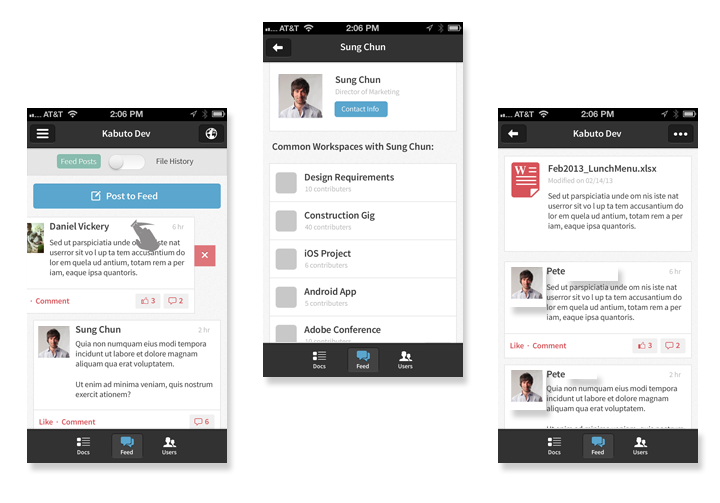 AT&T 2:06 PM
Kabuto Dev
Feed Posts File History
Post to Feed
Daniel Vickery 6 hr
Sed ut parspiciatia unde om nis iste nat
userror sit vo l up ta tem accusantium do
lor em quela ud antium, totam rem a per
iam, eaque ipsa quantoris.
Comment 3 2
Sung Chun 2 hr
Quia non numquam eius modi tempora
incidunt ut labore et dolore magnam
aliquam qua erat voluptatem.
Ut enim ad minima veniam, quis nostrum
exercit ationem?
Like · Comment 6
Docs Feed Users
AT&T 2:06 PM
Sung Chun
Sung Chun
Director of Marketing
Contact Info
Common Workspaces with Sung Chun:
Design Requirements
10 contributers
Construction Gig
6 contributers
iOS Project
6 contributers
Android App
5 contributers
Adobe Conference
10 contributers
Docs Feed Users
AT&T 2:06 PM
Kabuto Dev
W
Feb2013_LunchMenu.xlsx
Modified on 02/14/13
Sed ut parspiciatia unde om nis iste nat
userror sit vo l up ta tem accusantium do
lor em quela ud antium, totam rem a per
iam, eaque ipsa quantoris.
Pete 6 hr
Sed ut parspiciatia unde om nis iste nat
userror sit vo l up ta tem accusantium do
lor em quela ud antium, totam rem a per
iam, eaque ipsa quantoris.
Like · Comment 3 2
Pete 2 hr
Quia non numquam eius modi tempora
incidunt ut labore et dolore magnam
aliquam qua erat voluptatem.
Docs Feed Users